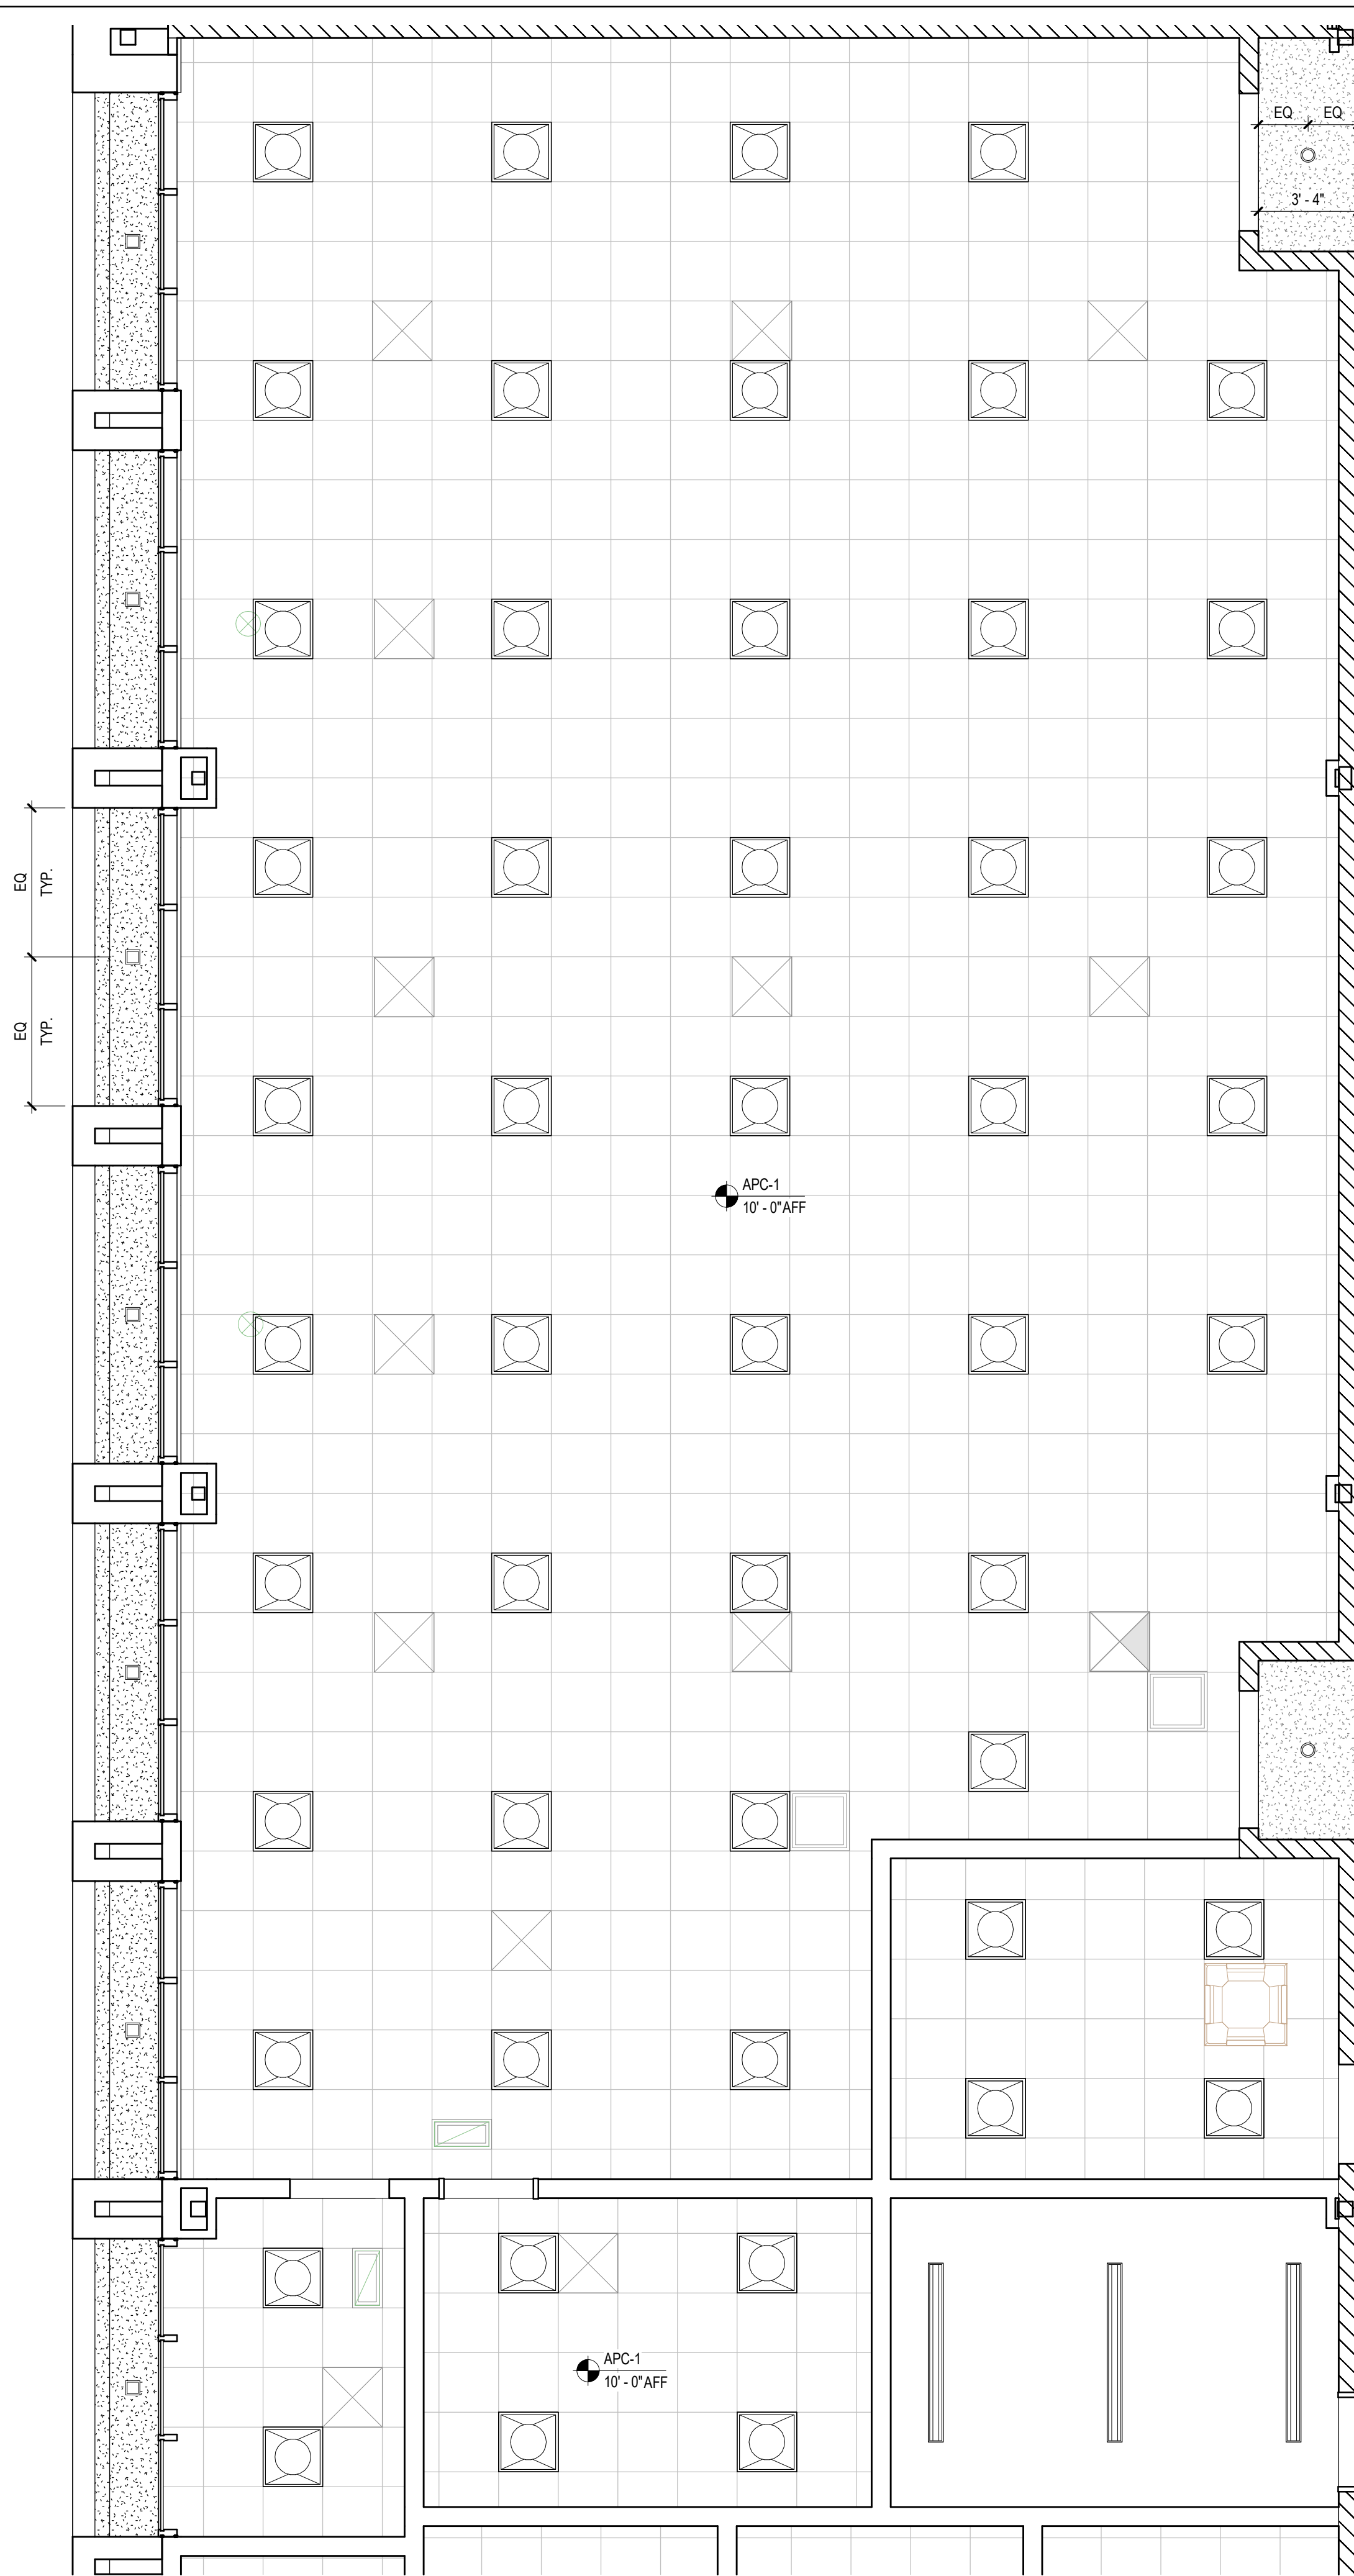 EQ EQ
3' - 4"
EQ
TYP.
EQ
TYP.
APC-1
10' - 0"AFF
APC-1
10' - 0"AFF